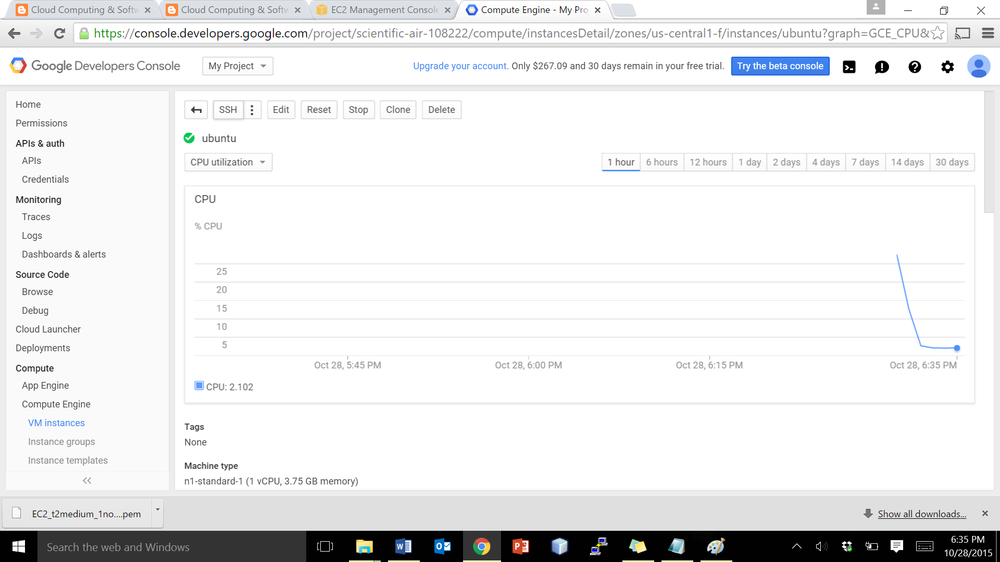 Cloud Computing & Softw
Cloud Computing & Softw
EC2 Management Console
Compute Engine - My Pro
https://console.developers.google.com/project/scientific-air-108222/compute/instancesDetail/zones/us-central1-f/instances/ubuntu?graph=GCE_CPU&
Google Developers Console
My Project
Upgrade your account. Only $267.09 and 30 days remain in your free trial.
Try the beta console
Home
Permissions
APIs & auth
APIs
Credentials
Monitoring
Traces
Logs
Dashboards & alerts
Source Code
Browse
Debug
Cloud Launcher
Deployments
Compute
App Engine
Compute Engine
VM instances
Instance groups
Instance templates
SSH
Edit
Reset
Stop
Clone
Delete
ubuntu
CPU utilization
1 hour
6 hours
12 hours
1 day
2 days
4 days
7 days
14 days
30 days
CPU
% CPU
25
20
15
10
5
Oct 28, 5:45 PM
Oct 28, 6:00 PM
Oct 28, 6:15 PM
Oct 28, 6:35 PM
CPU: 2.102
Tags
None
Machine type
n1-standard-1 (1 vCPU, 3.75 GB memory)
EC2_t2medium_1no....pem
Show all downloads...
Search the web and Windows
6:35 PM
10/28/2015